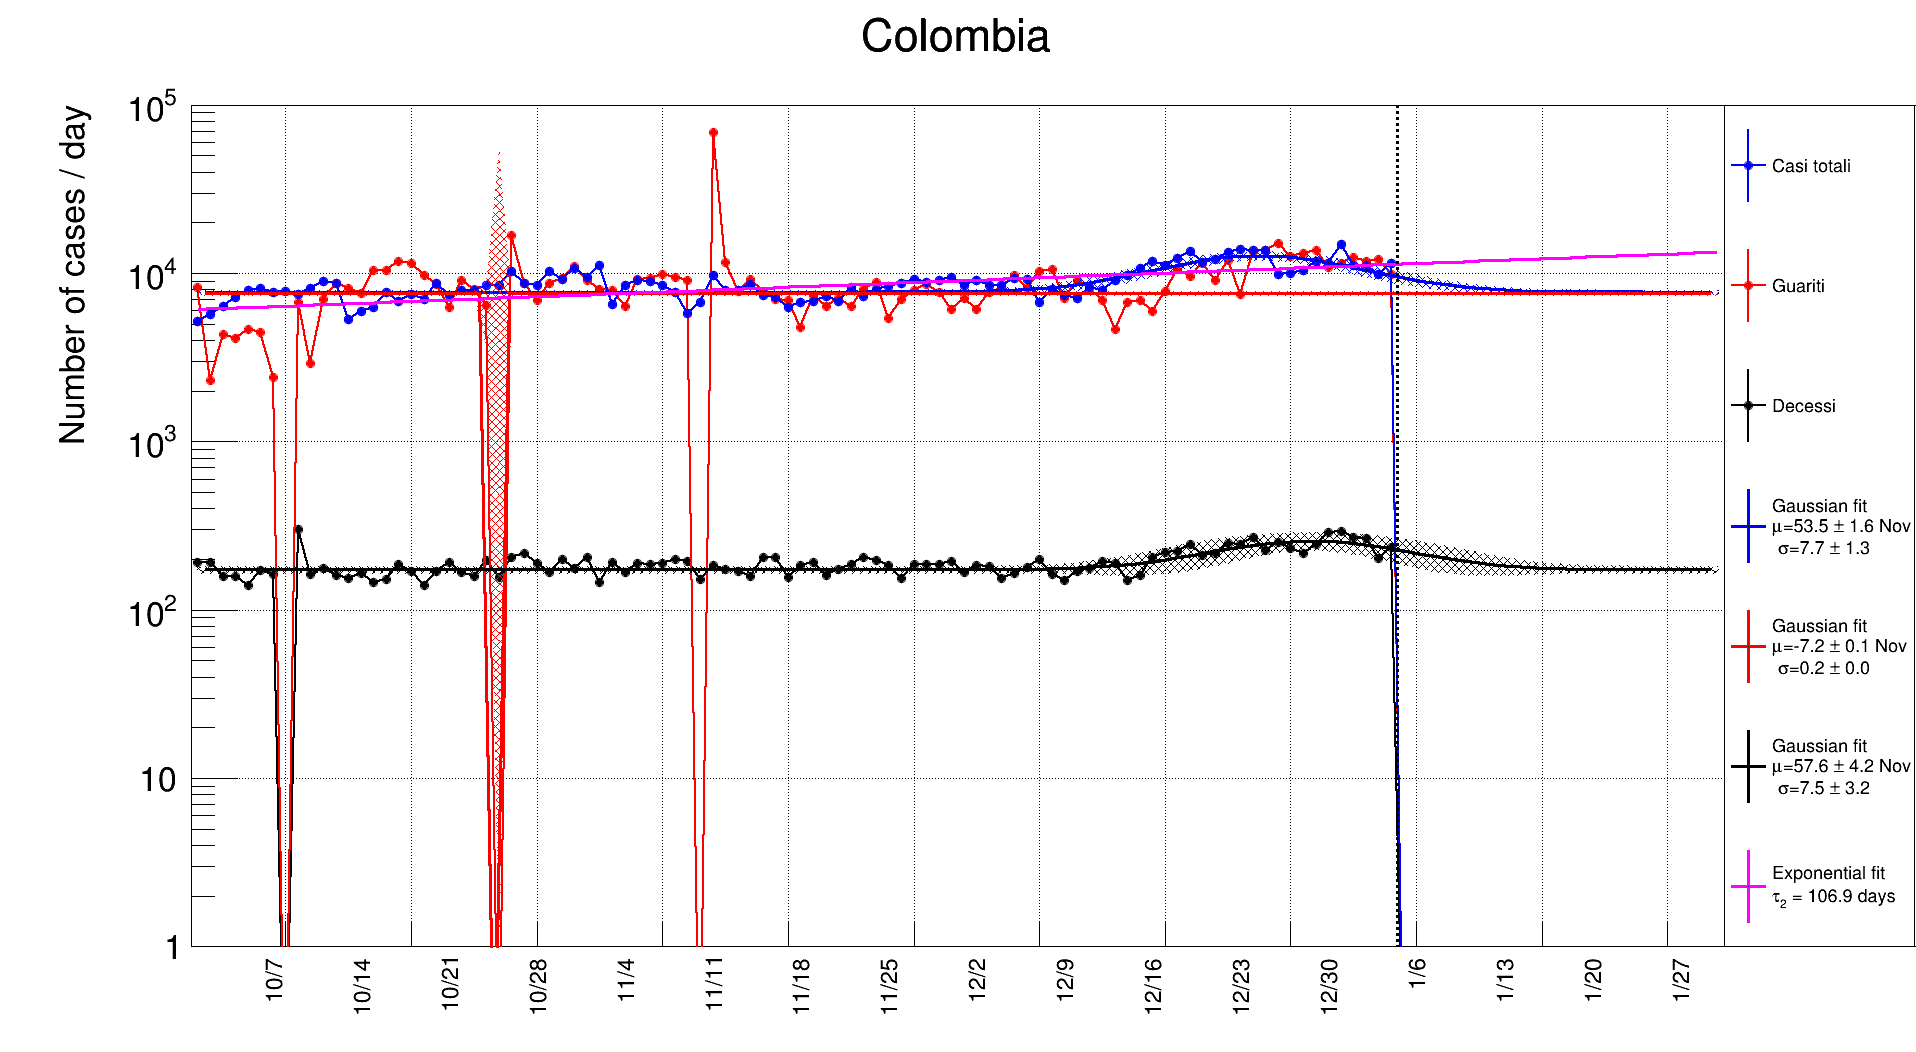 Colombia
Number of cases / day
10^5
10^4
10^3
10^2
10
1
10/7
10/14
10/21
10/28
11/4
11/11
11/18
11/25
12/2
12/9
12/16
12/23
12/30
1/6
1/13
1/20
1/27
Casi totali
Guariti
Decessi
Gaussian fit
μ=53.5 ± 1.6 Nov
σ=7.7 ± 1.3
Gaussian fit
μ=-7.2 ± 0.1 Nov
σ=0.2 ± 0.0
Gaussian fit
μ=57.6 ± 4.2 Nov
σ=7.5 ± 3.2
Exponential fit
τ₂ = 106.9 days